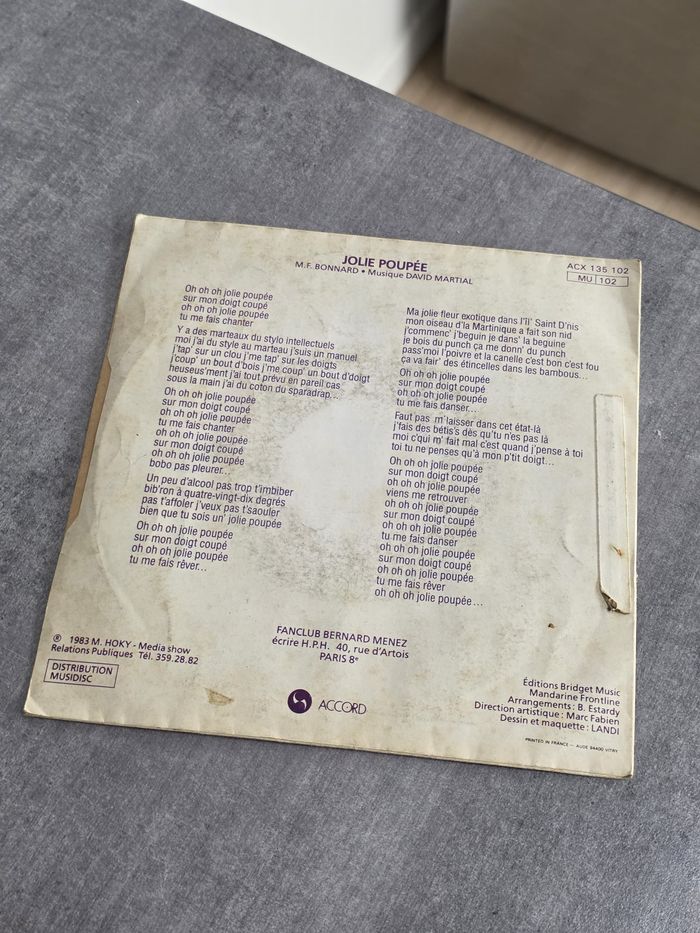 JOLIE POUPÉE
M.F. BONNARD • Musique DAVID MARTIAL
ACX 135 102
MU 102
Oh oh oh jolie poupée
sur mon doigt coupé
oh oh oh jolie poupée
tu me fais chanter
Y a des marteaux du stylo intellectuels
moi j'ai du style au marteau j'suis un manuel
j'tap' sur un clou j'me tap' sur les doigts
j'coup' un bout d'bois j'me coup' un bout d'doigt
heureus'ment j'ai tout prévu en pareil cas
sous la main j'ai du coton du sparadrap...
Oh oh oh jolie poupée
sur mon doigt coupé
oh oh oh jolie poupée
tu me fais chanter
oh oh oh jolie poupée
sur mon doigt coupé
oh oh oh jolie poupée
bobo pas pleurer...
Un peu d'alcool pas trop t'imbiber
bib'ron à quatre-vingt-dix degrés
pas t'affoler j'veux pas t'saouler
bien que tu sois un' jolie poupée
Oh oh oh jolie poupée
sur mon doigt coupé
oh oh oh jolie poupée
tu me fais rêver...
Ma jolie fleur exotique dans l'îl' Saint D'nis
mon oiseau d'la Martinique a fait son nid
j'commenc' j'beguin je dans' la beguine
je bois du punch ça me donn' du punch
pass'moi l'poivre et la canelle c'est bon c'est fou
ça va fair' des étincelles dans les bambous...
Oh oh oh jolie poupée
sur mon doigt coupé
oh oh oh jolie poupée
tu me fais danser...
Faut pas m'laisser dans cet état-là
j'fais des bétis's dès qu'tu n'es pas là
moi c'qui m' fait mal c'est quand j'pense à toi
toi tu ne penses qu'à mon p'tit doigt...
Oh oh oh jolie poupée
sur mon doigt coupé
oh oh oh jolie poupée
viens me retrouver
oh oh oh jolie poupée
sur mon doigt coupé
oh oh oh jolie poupée
tu me fais danser
oh oh oh jolie poupée
sur mon doigt coupé
oh oh oh jolie poupée
tu me fais rêver
oh oh oh jolie poupée...
℗ 1983 M. HOKY - Media show
Relations Publiques Tél. 359.28.82
DISTRIBUTION
MUSIDISC
FANCLUB BERNARD MENEZ
écrire H.P.H. 40, rue d'Artois
PARIS 8e
ACCORD
Éditions Bridget Music
Mandarine Frontline
Arrangements : B. Estardy
Direction artistique : Marc Fabien
Dessin et maquette : LANDI
PRINTED IN FRANCE — AUDE 94400 VITRY